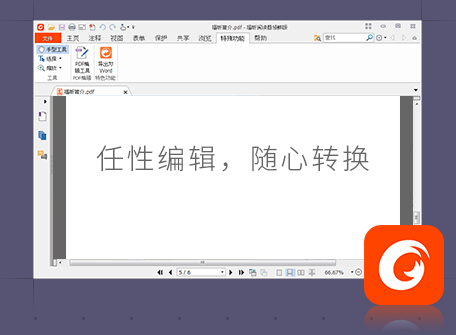 福昕简介.pdf - 福昕阅读器领鲜版
文件 主页 注释 视图 表单 保护 共享 浏览 特殊功能 帮助 查找
手型工具
选择
缩放
PDF编辑工具
导出为Word
工具 PDF编辑 特色功能
福昕简介.pdf
任性编辑，随心转换
5 / 6 66.67%